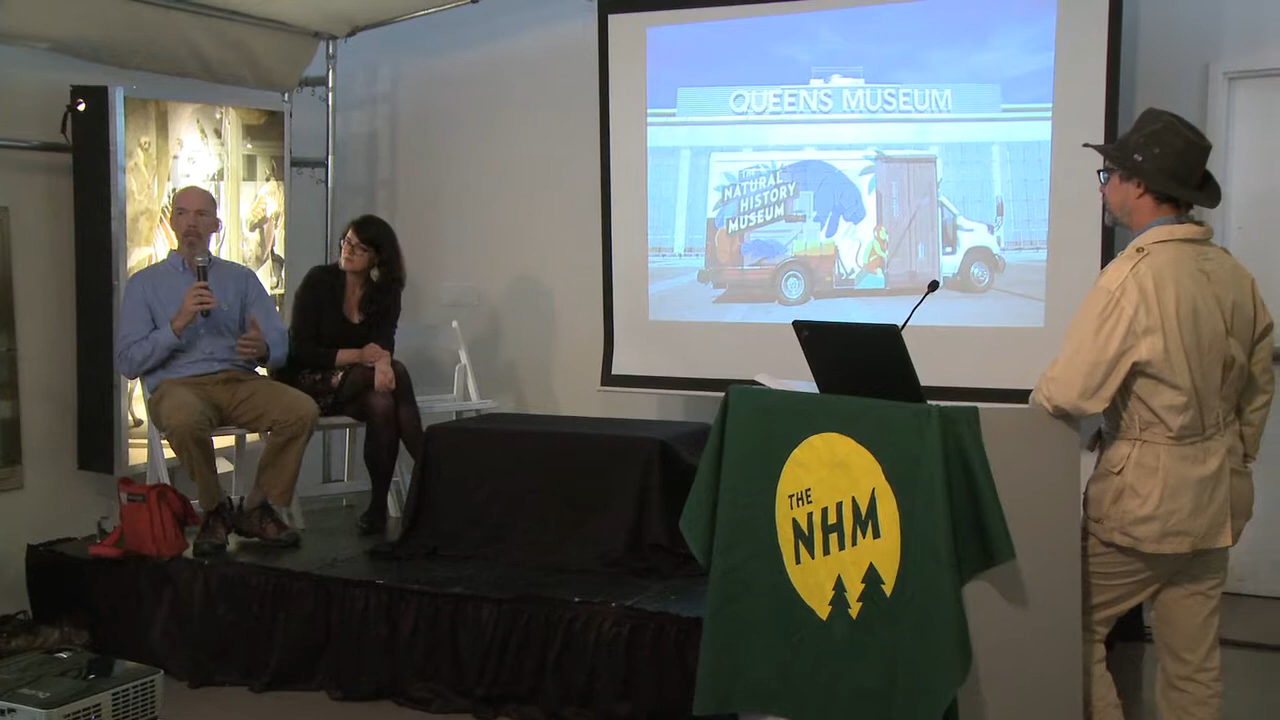 QUEENS MUSEUM
THE
NATURAL
HISTORY
MUSEUM
THE
NHM